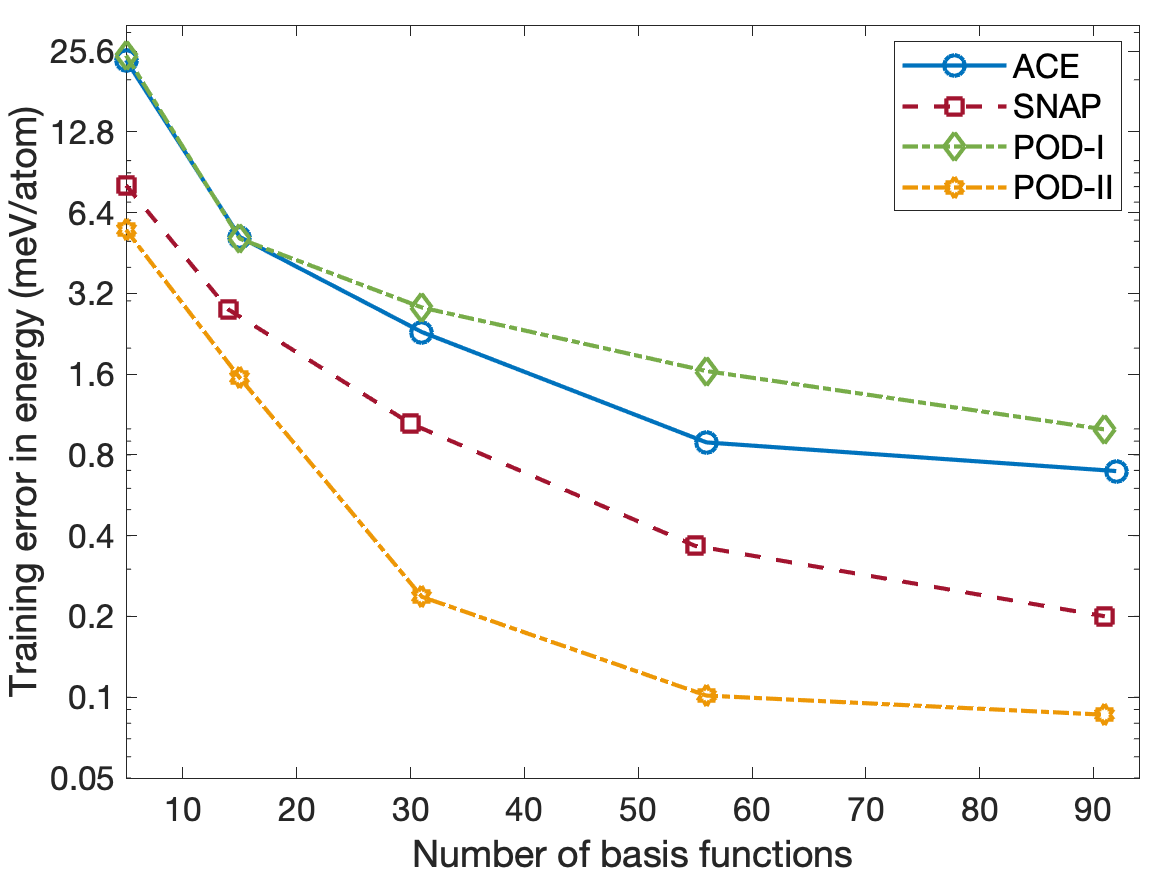 25.6
12.8
6.4
3.2
1.6
0.8
0.4
0.2
0.1
0.05
Training error in energy (meV/atom)
ACE
SNAP
POD-I
POD-II
10 20 30 40 50 60 70 80 90
Number of basis functions